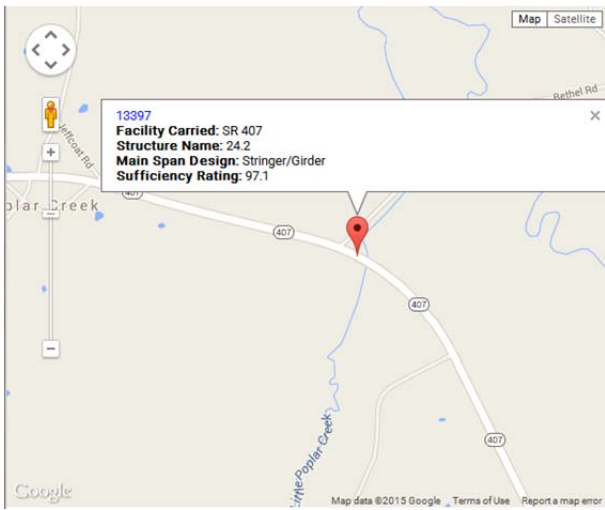 Map Satellite
Bethel Rd
13397
Facility Carried: SR 407
Structure Name: 24.2
Main Span Design: Stringer/Girder
Sufficiency Rating: 97.1
Jeffcoat Rd
407
plar Creek
407
407
407
Little Poplar Creek
Google
Map data ©2015 Google Terms of Use Report a map error